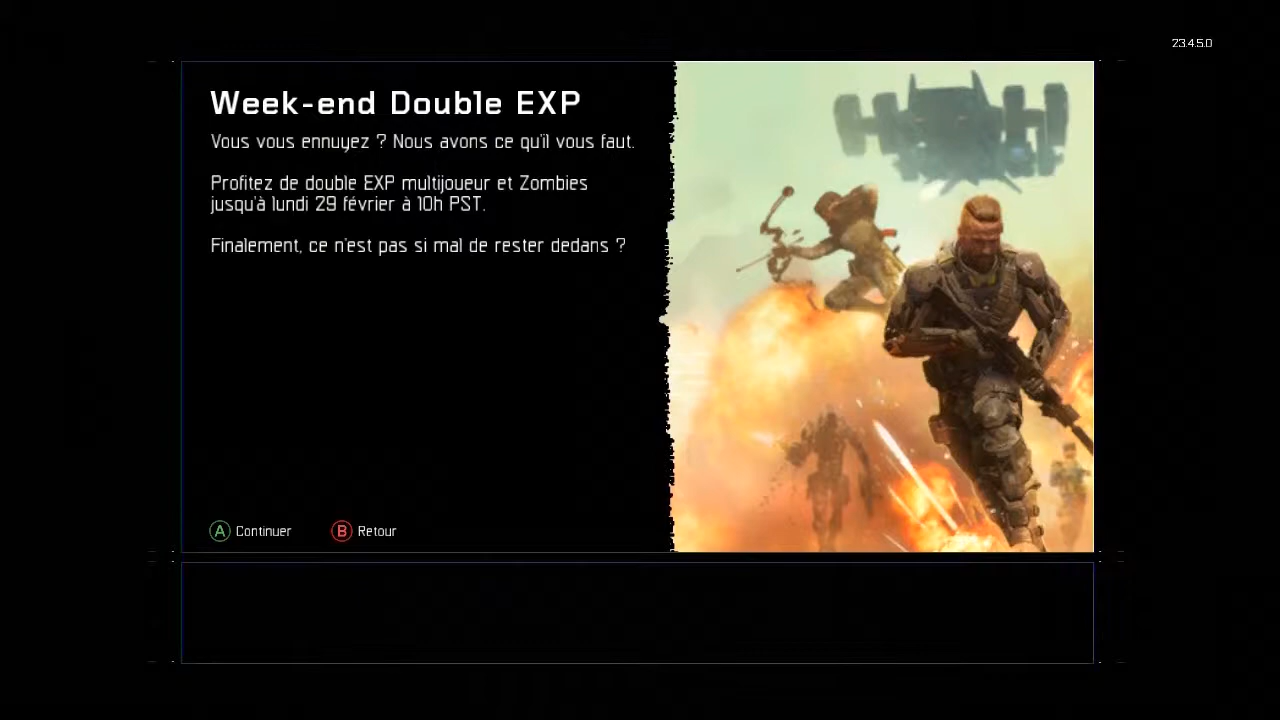 23.4.5.0
Week-end Double EXP
Vous vous ennuyez ? Nous avons ce qu'il vous faut.
Profitez de double EXP multijoueur et Zombies
jusqu'à lundi 29 février à 10h PST.
Finalement, ce n'est pas si mal de rester dedans ?
A Continuer B Retour